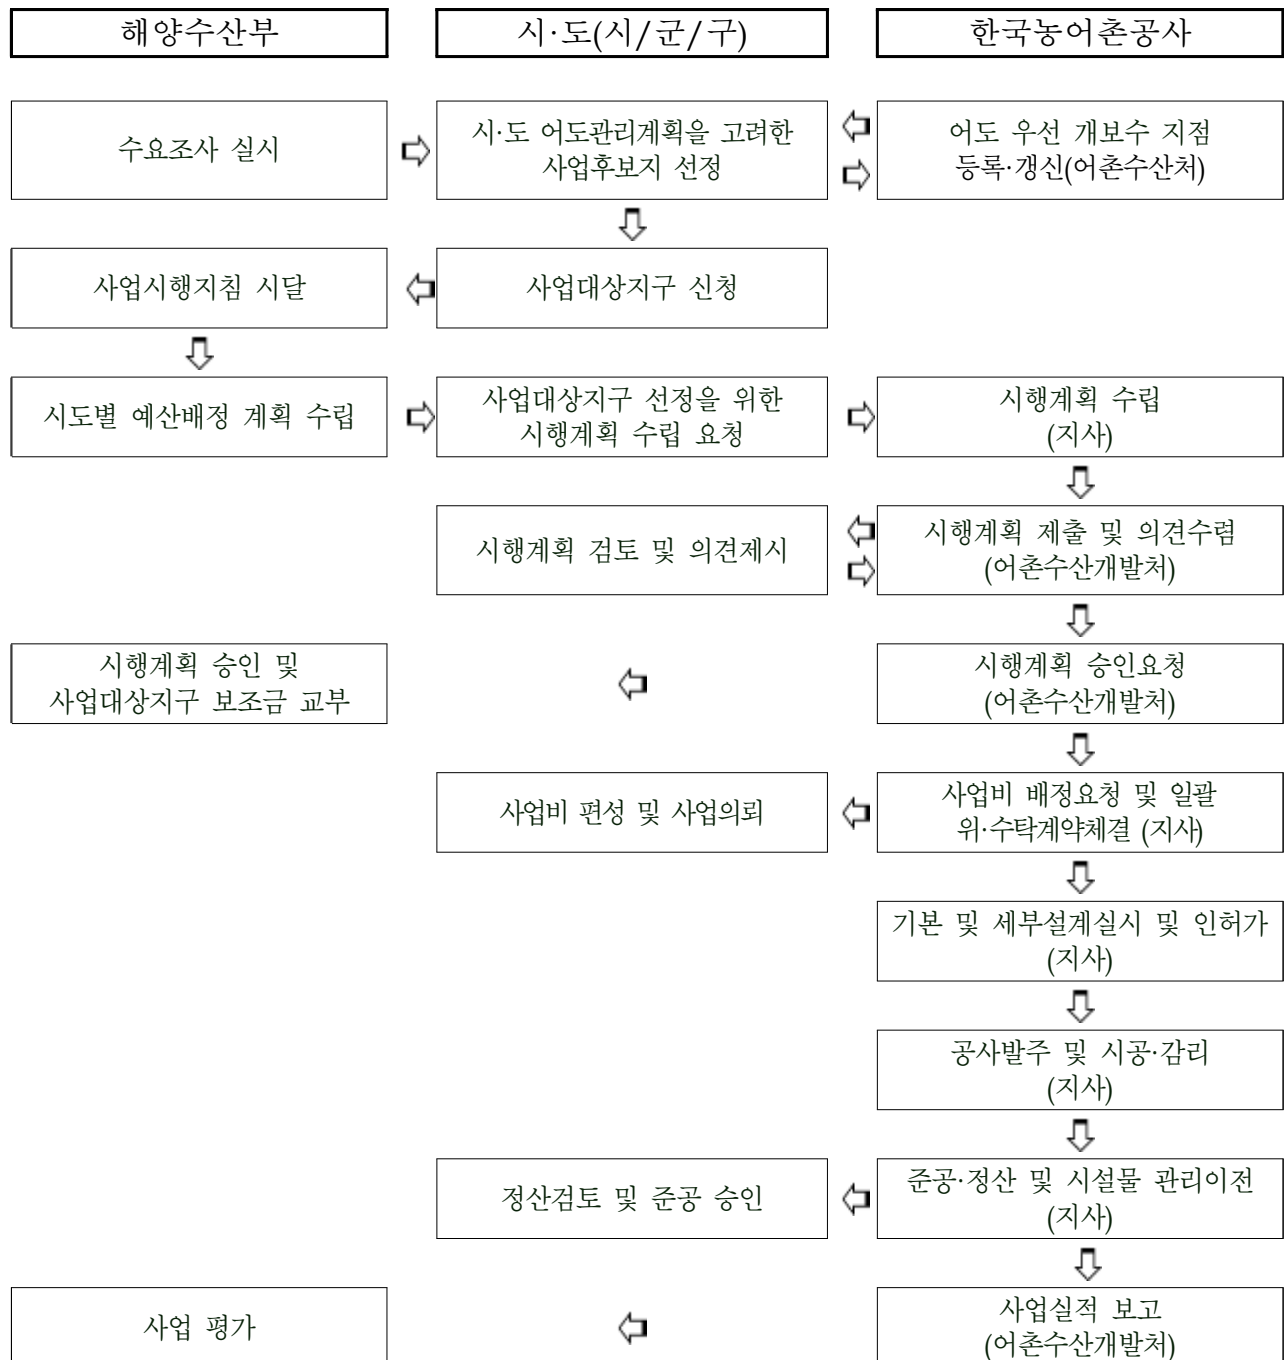 해양수산부
시·도(시/군/구)
한국농어촌공사
수요조사 실시
시·도 어도관리계획을 고려한
사업후보지 선정
어도 우선 개보수 지점
등록·갱신(어촌수산처)
사업시행지침 시달
사업대상지구 신청
시도별 예산배정 계획 수립
사업대상지구 선정을 위한
시행계획 수립 요청
시행계획 수립
(지사)
시행계획 검토 및 의견제시
시행계획 제출 및 의견수렴
(어촌수산개발처)
시행계획 승인 및
사업대상지구 보조금 교부
시행계획 승인요청
(어촌수산개발처)
사업비 편성 및 사업의뢰
사업비 배정요청 및 일괄
위·수탁계약체결 (지사)
기본 및 세부설계실시 및 인허가
(지사)
공사발주 및 시공·감리
(지사)
정산검토 및 준공 승인
준공·정산 및 시설물 관리이전
(지사)
사업 평가
사업실적 보고
(어촌수산개발처)